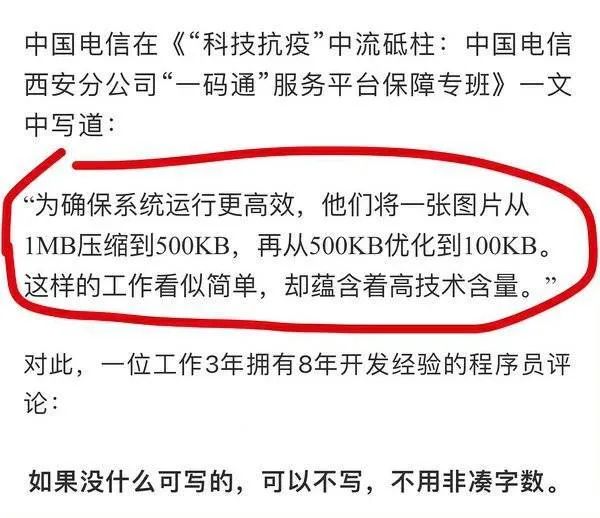 中国电信在《“科技抗疫”中流砥柱：中国电信
西安分公司“一码通”服务平台保障专班》一文
中写道：
“为确保系统运行更高效，他们将一张图片从
1MB压缩到500KB，再从500KB优化到100KB。
这样的工作看似简单，却蕴含着高技术含量。”
对此，一位工作3年拥有8年开发经验的程序员评
论：
如果没什么可写的，可以不写，不用非凑字数。